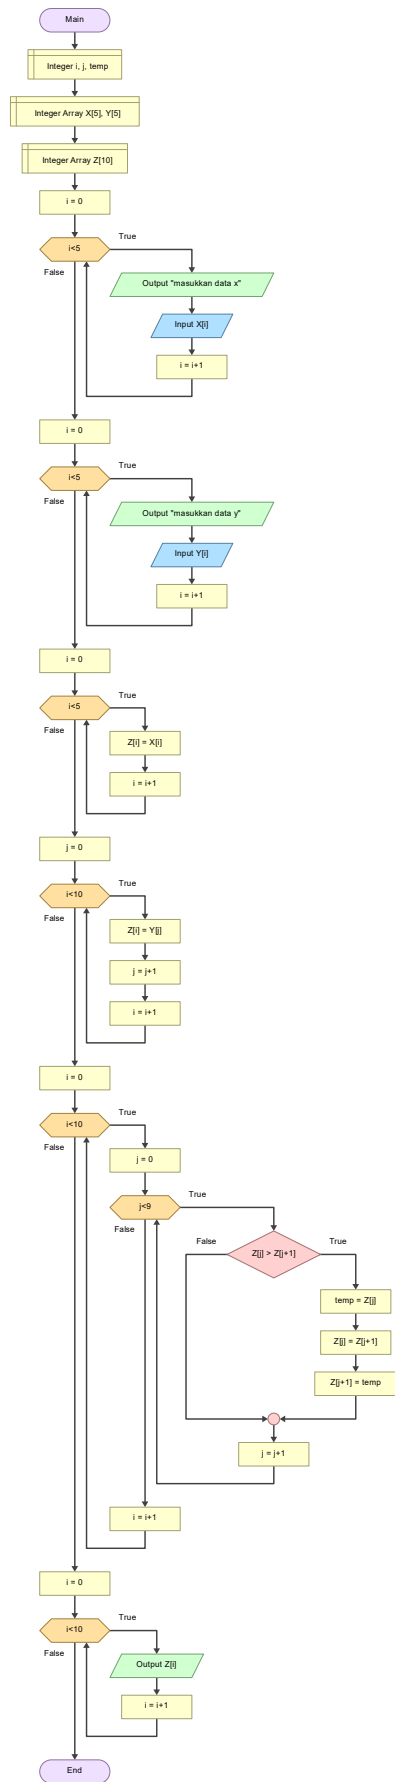 Main
Integer i, j, temp
Integer Array X[5], Y[5]
Integer Array Z[10]
i = 0
i<5
True
False
Output "masukkan data x"
Input X[i]
i = i+1
i = 0
i<5
True
False
Output "masukkan data y"
Input Y[i]
i = i+1
i = 0
i<5
True
False
Z[i] = X[i]
i = i+1
j = 0
i<10
True
False
Z[i] = Y[j]
j = j+1
i = i+1
i = 0
i<10
True
False
j = 0
j<9
True
False
Z[j] > Z[j+1]
False
True
temp = Z[j]
Z[j] = Z[j+1]
Z[j+1] = temp
j = j+1
i = i+1
i = 0
i<10
True
False
Output Z[i]
i = i+1
End